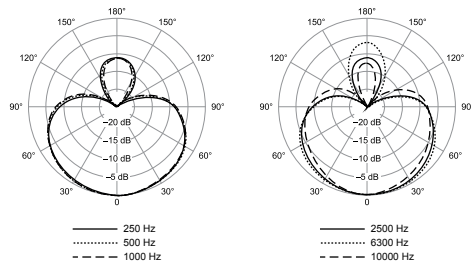 180°
150° 150°
120° 120°
90° 90°
60° 60°
30° 30°
0
–20 dB
–15 dB
–10 dB
–5 dB
250 Hz
500 Hz
1000 Hz
180°
150° 150°
120° 120°
90° 90
60° 60°
30° 30°
0
–20 dB
–15 dB
–10 dB
–5 dB
2500 Hz
6300 Hz
10000 Hz